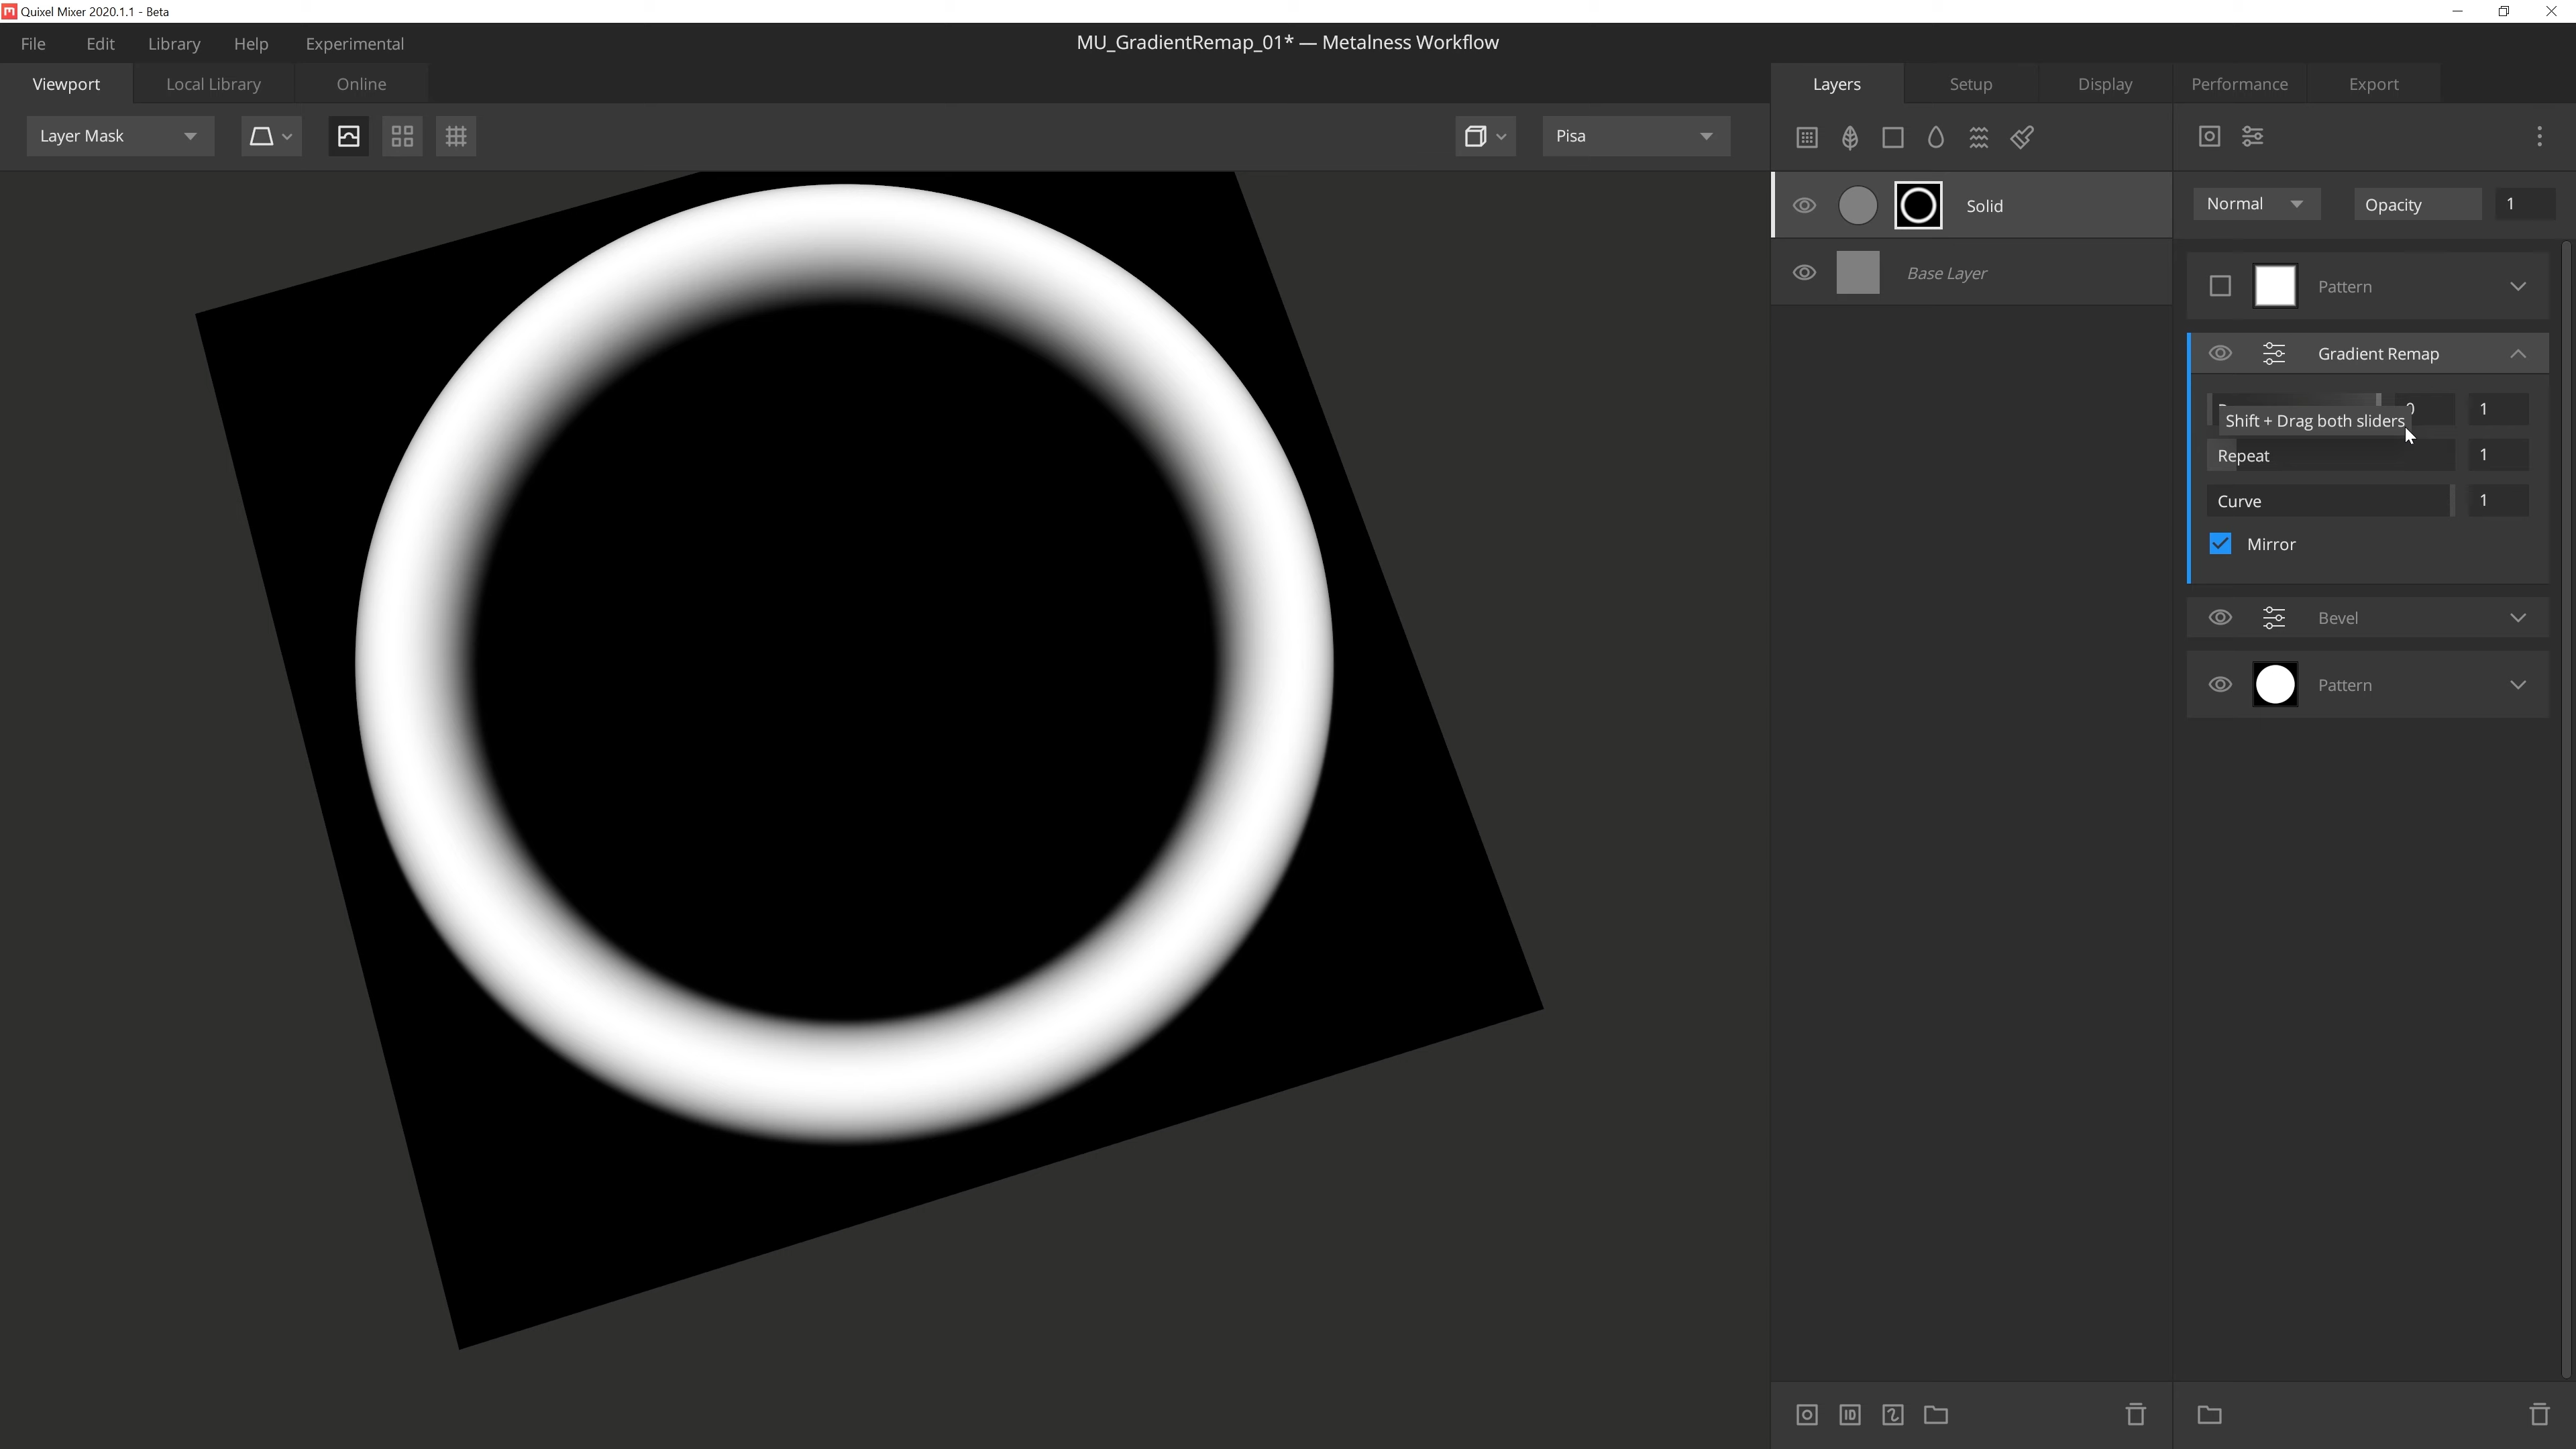 Quixel Mixer 2020.1.1 - Beta
File Edit Library Help Experimental
MU_GradientRemap_01* — Metalness Workflow
Viewport Local Library Online
Layers Setup Display Performance Export
Layer Mask
Pisa
Solid
Base Layer
Normal Opacity 1
Pattern
Gradient Remap
0 1
Shift + Drag both sliders
Repeat 1
Curve 1
Mirror
Bevel
Pattern
ID